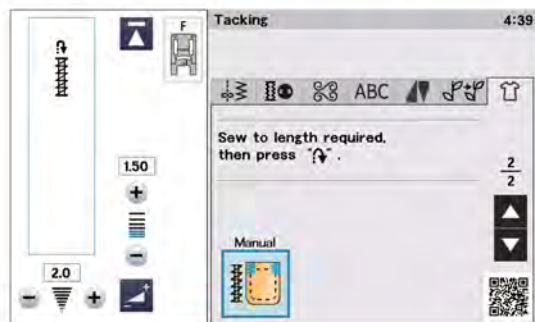 F
Tacking 4:39
ABC
Sew to length required,
then press " ".
2
2
1.50
Manual
2.0